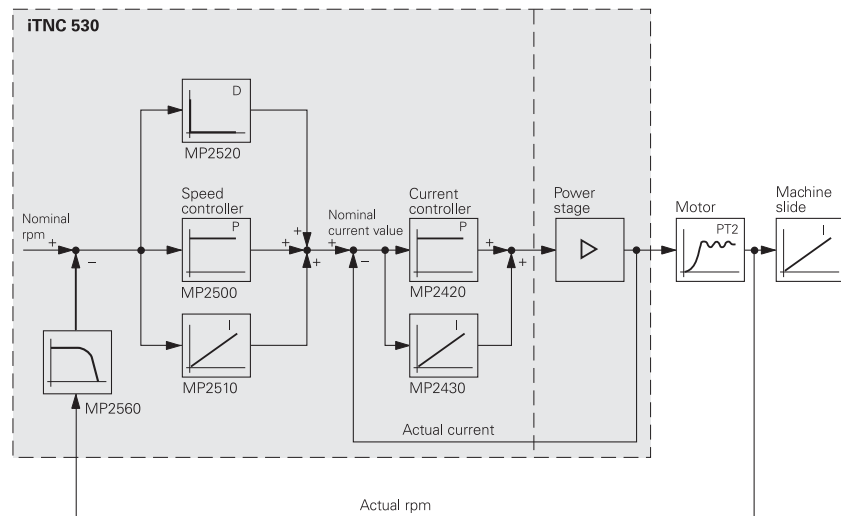 iTNC 530
D
MP2520
Nominal
rpm
+
−
Speed
controller
P
MP2500
I
MP2510
MP2560
+
+
+
Nominal
current value
+
−
Current
controller
P
MP2420
I
MP2430
+
+
Power
stage
Motor
PT2
Machine
slide
I
Actual current
Actual rpm